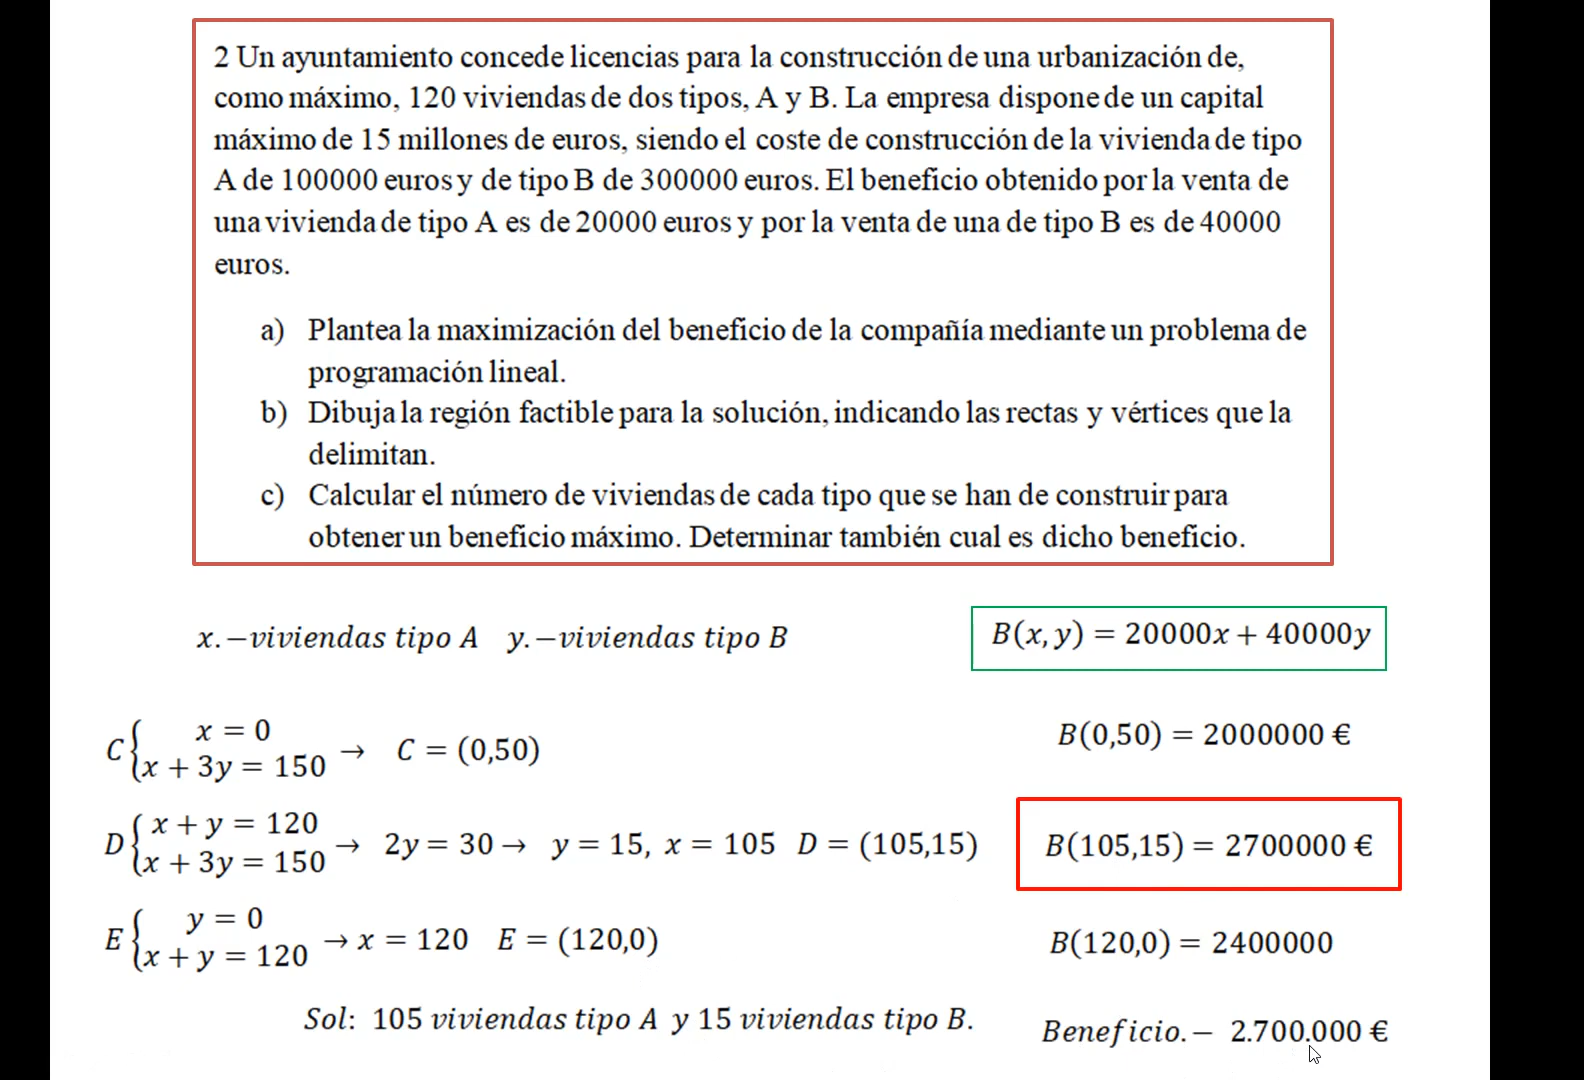 2 Un ayuntamiento concede licencias para la construcción de una urbanización de,
como máximo, 120 viviendas de dos tipos, A y B. La empresa dispone de un capital
máximo de 15 millones de euros, siendo el coste de construcción de la vivienda de tipo
A de 100000 euros y de tipo B de 300000 euros. El beneficio obtenido por la venta de
una vivienda de tipo A es de 20000 euros y por la venta de una de tipo B es de 40000
euros.
a) Plantea la maximización del beneficio de la compañía mediante un problema de
programación lineal.
b) Dibuja la región factible para la solución, indicando las rectas y vértices que la
delimitan.
c) Calcular el número de viviendas de cada tipo que se han de construir para
obtener un beneficio máximo. Determinar también cual es dicho beneficio.
x.−viviendas tipo A y.−viviendas tipo B
B(x,y) = 20000x + 40000y
C { x = 0
x + 3y = 150 → C = (0,50)
B(0,50) = 2000000 €
D { x + y = 120
x + 3y = 150 → 2y = 30 → y = 15, x = 105 D = (105,15)
B(105,15) = 2700000 €
E { y = 0
x + y = 120 → x = 120 E = (120,0)
B(120,0) = 2400000
Sol: 105 viviendas tipo A y 15 viviendas tipo B.
Beneficio.− 2.700.000 €